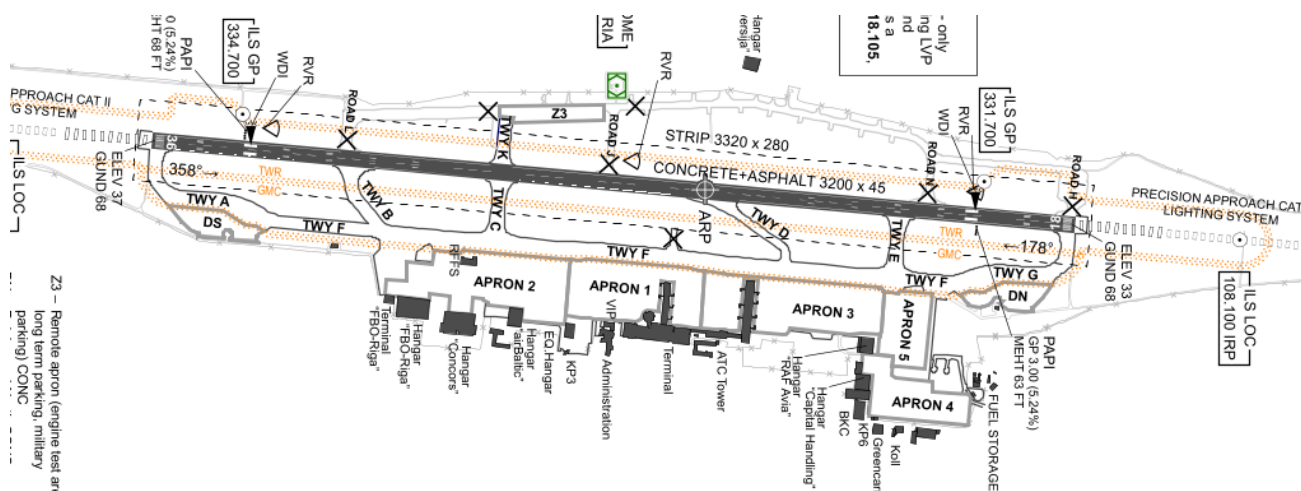 - only
ng LVP
nd
s a
18.105,
Hangar
OME
RIA
ILS GP
334.700
WDI
RVR
PAPI
0 (5.24%)
HT 68 FT
RVR
ILS GP
331.700
RVR
WDI
ROAD L
ROAD J
ROAD N
ROAD H
Z3
TWY K
STRIP 3320 x 280
CONCRETE+ASPHALT 3200 x 45
PPROACH CAT II
G SYSTEM
PRECISION APPROACH CAT
LIGHTING SYSTEM
36
18
358°→
←178°
TWR
GMC
TWR
GMC
ELEV 37
GUND 68
ELEV 33
GUND 68
ILS LOC
ILS LOC
108.100 IRP
ARP
TWY A
DS
TWY F
TWY B
TWY C
TWY F
TWY D
TWY E
TWY F
TWY G
DN
RFFS
APRON 2
APRON 1
APRON 3
APRON 5
APRON 4
VIP
PAPI
GP 3.00 (5.24%)
MEHT 63 FT
Terminal
"FBO-Riga"
Hangar
"FBO-Riga"
Hangar
"Concors"
Hangar
"airBaltic"
EQ.Hangar
KP3
Administration
Terminal
ATC Tower
Hangar
"RAF Avia"
Hangar
"Capital Handling"
BKC
KP6
Greencar
Koll
FUEL STORAGE
Z3 – Remote apron (engine test are
long term parking, military
parking) CONC